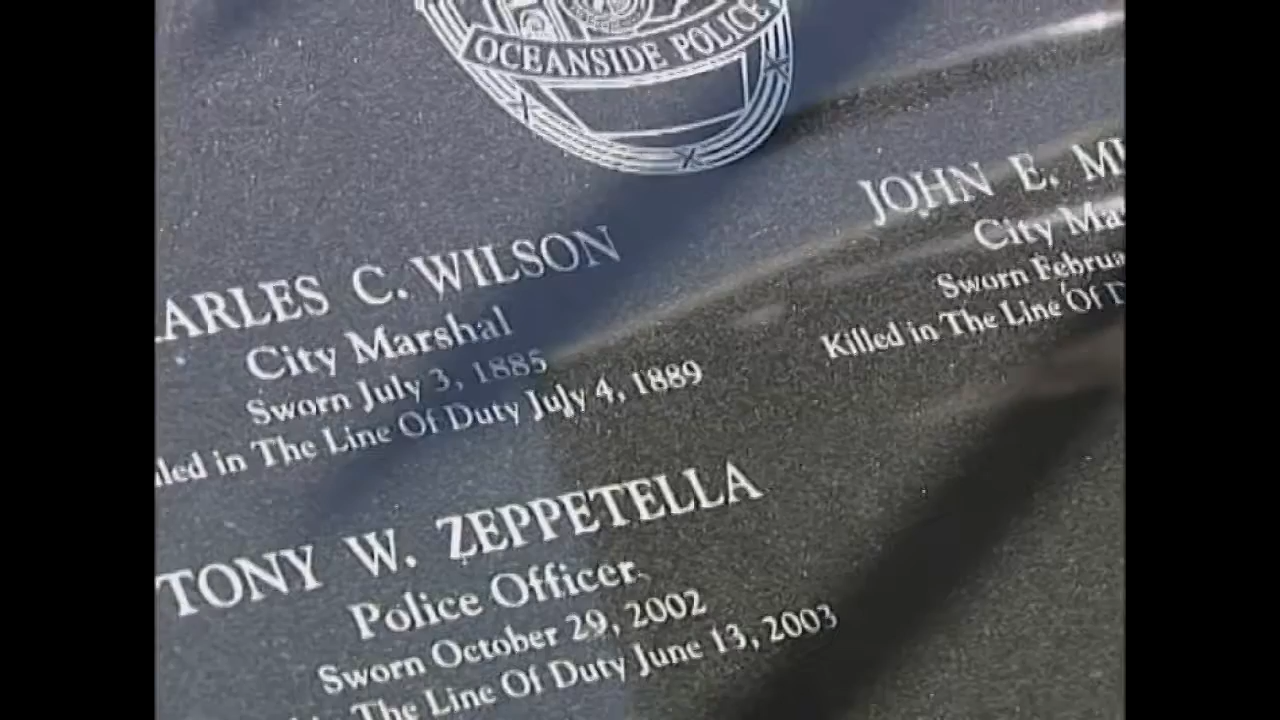 OCEANSIDE POLICE
ARLES C. WILSON
City Marshal
Sworn July 3, 1885
led in The Line Of Duty July 4, 1889
JOHN E. M
City Ma
Sworn Februa
Killed in The Line Of D
TONY W. ZEPPETELLA
Police Officer
Sworn October 29, 2002
The Line Of Duty June 13, 2003